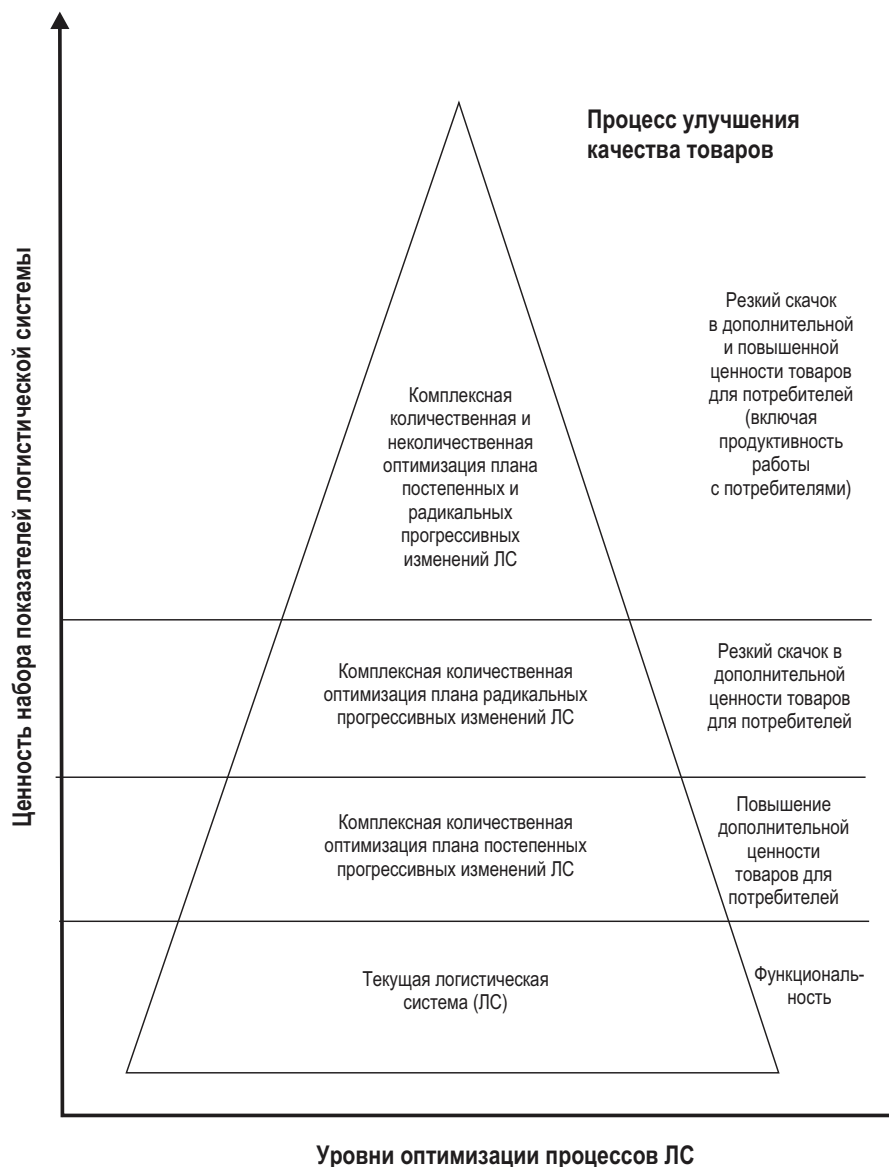 Процесс улучшения
качества товаров
Ценность набора показателей логистической системы
Комплексная
количественная и
неколичественная
оптимизация плана
постепенных и
радикальных
прогрессивных
изменений ЛС
Резкий скачок
в дополнительной
и повышенной
ценности товаров
для потребителей
(включая
продуктивность
работы
с потребителями)
Комплексная количественная
оптимизация плана радикальных
прогрессивных изменений ЛС
Резкий скачок в
дополнительной
ценности товаров
для потребителей
Комплексная количественная
оптимизация плана постепенных
прогрессивных изменений ЛС
Повышение
дополнительной
ценности
товаров для
потребителей
Текущая логистическая
система (ЛС)
Функциональ-
ность
Уровни оптимизации процессов ЛС